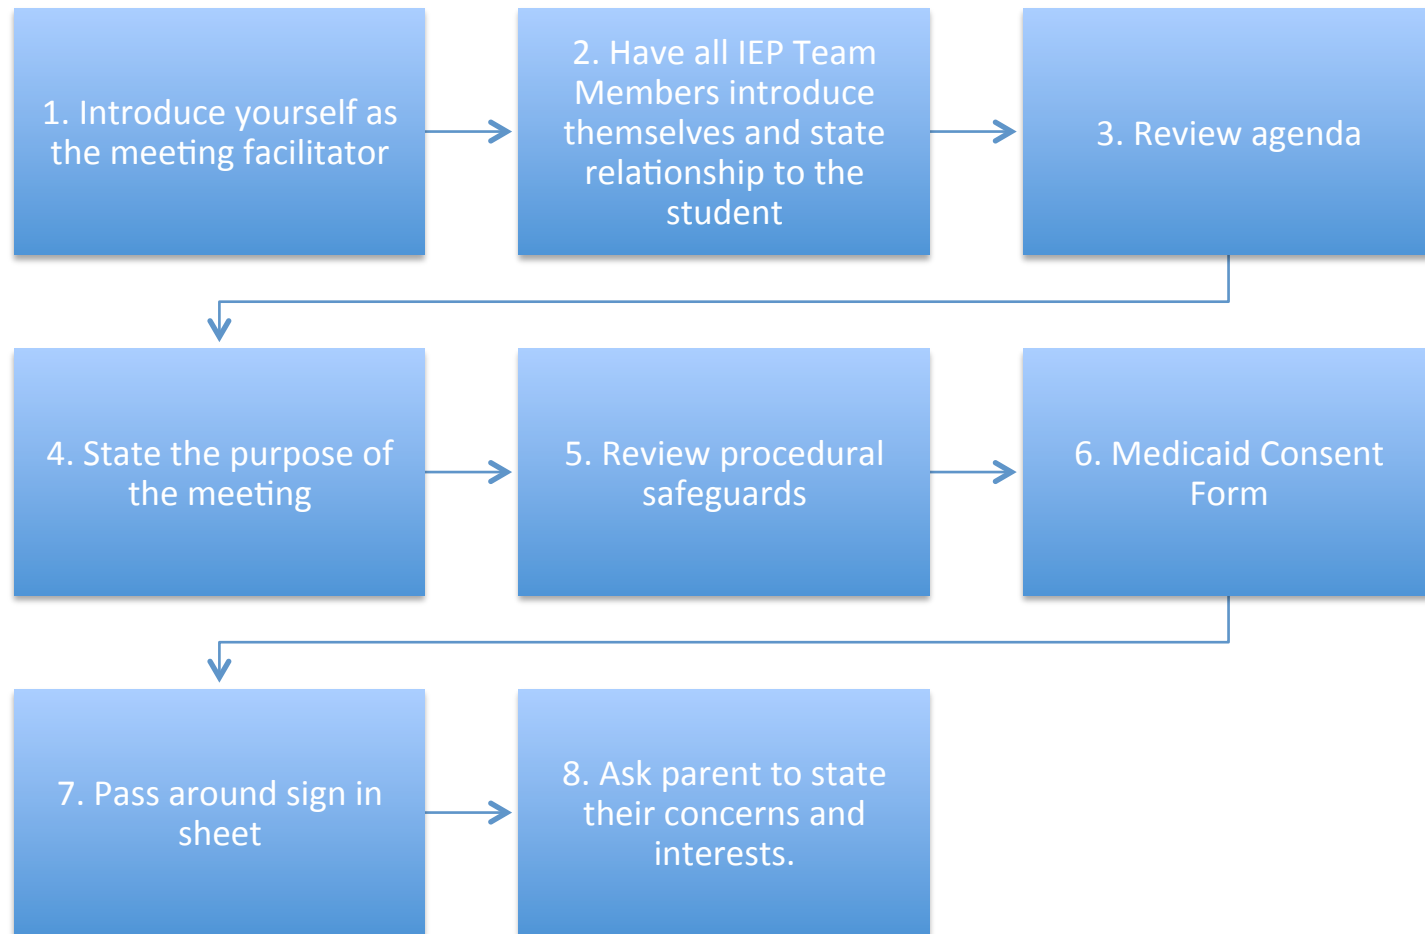 1. Introduce yourself as
the meeting facilitator
2. Have all IEP Team
Members introduce
themselves and state
relationship to the
student
3. Review agenda
4. State the purpose of
the meeting
5. Review procedural
safeguards
6. Medicaid Consent
Form
7. Pass around sign in
sheet
8. Ask parent to state
their concerns and
interests.